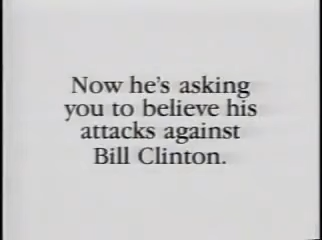 Now he's asking
you to believe his
attacks against
Bill Clinton.